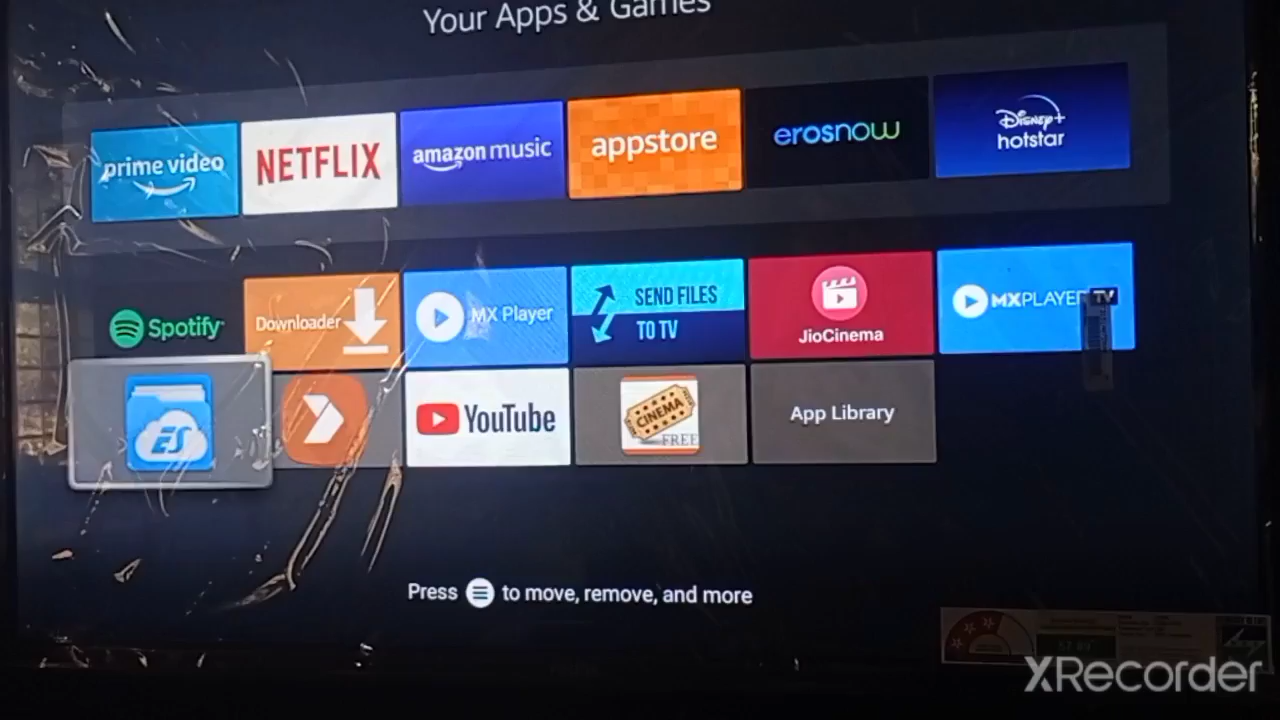 Your Apps & Games
prime video
NETFLIX
amazon music
appstore
erosnow
Disney+
hotstar
Spotify
Downloader
MX Player
SEND FILES
TO TV
JioCinema
MXPLAYER TV
ES
YouTube
CINEMA
FREE
App Library
Press to move, remove, and more
XRecorder